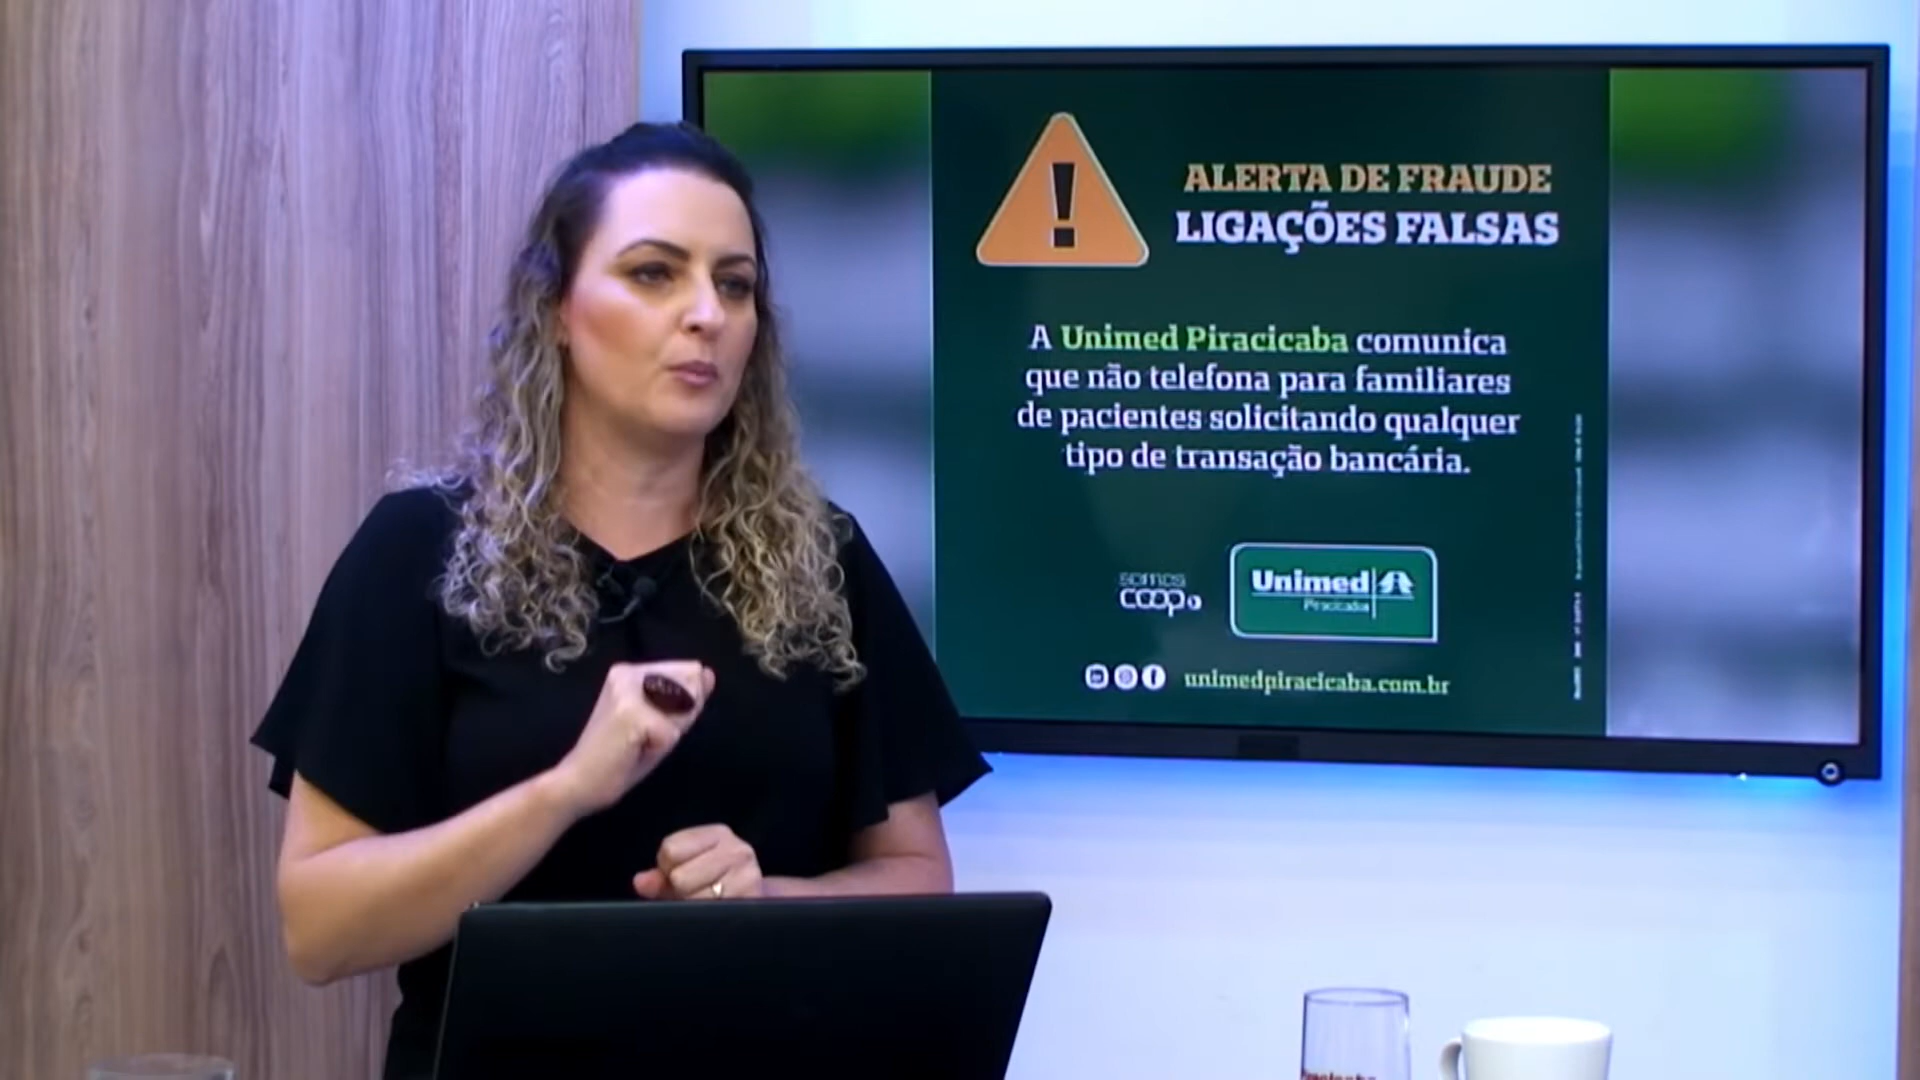 ALERTA DE FRAUDE
LIGAÇÕES FALSAS
A Unimed Piracicaba comunica
que não telefona para familiares
de pacientes solicitando qualquer
tipo de transação bancária.
somos
coop
Unimed
Piracicaba
unimedpiracicaba.com.br
Piracicaba